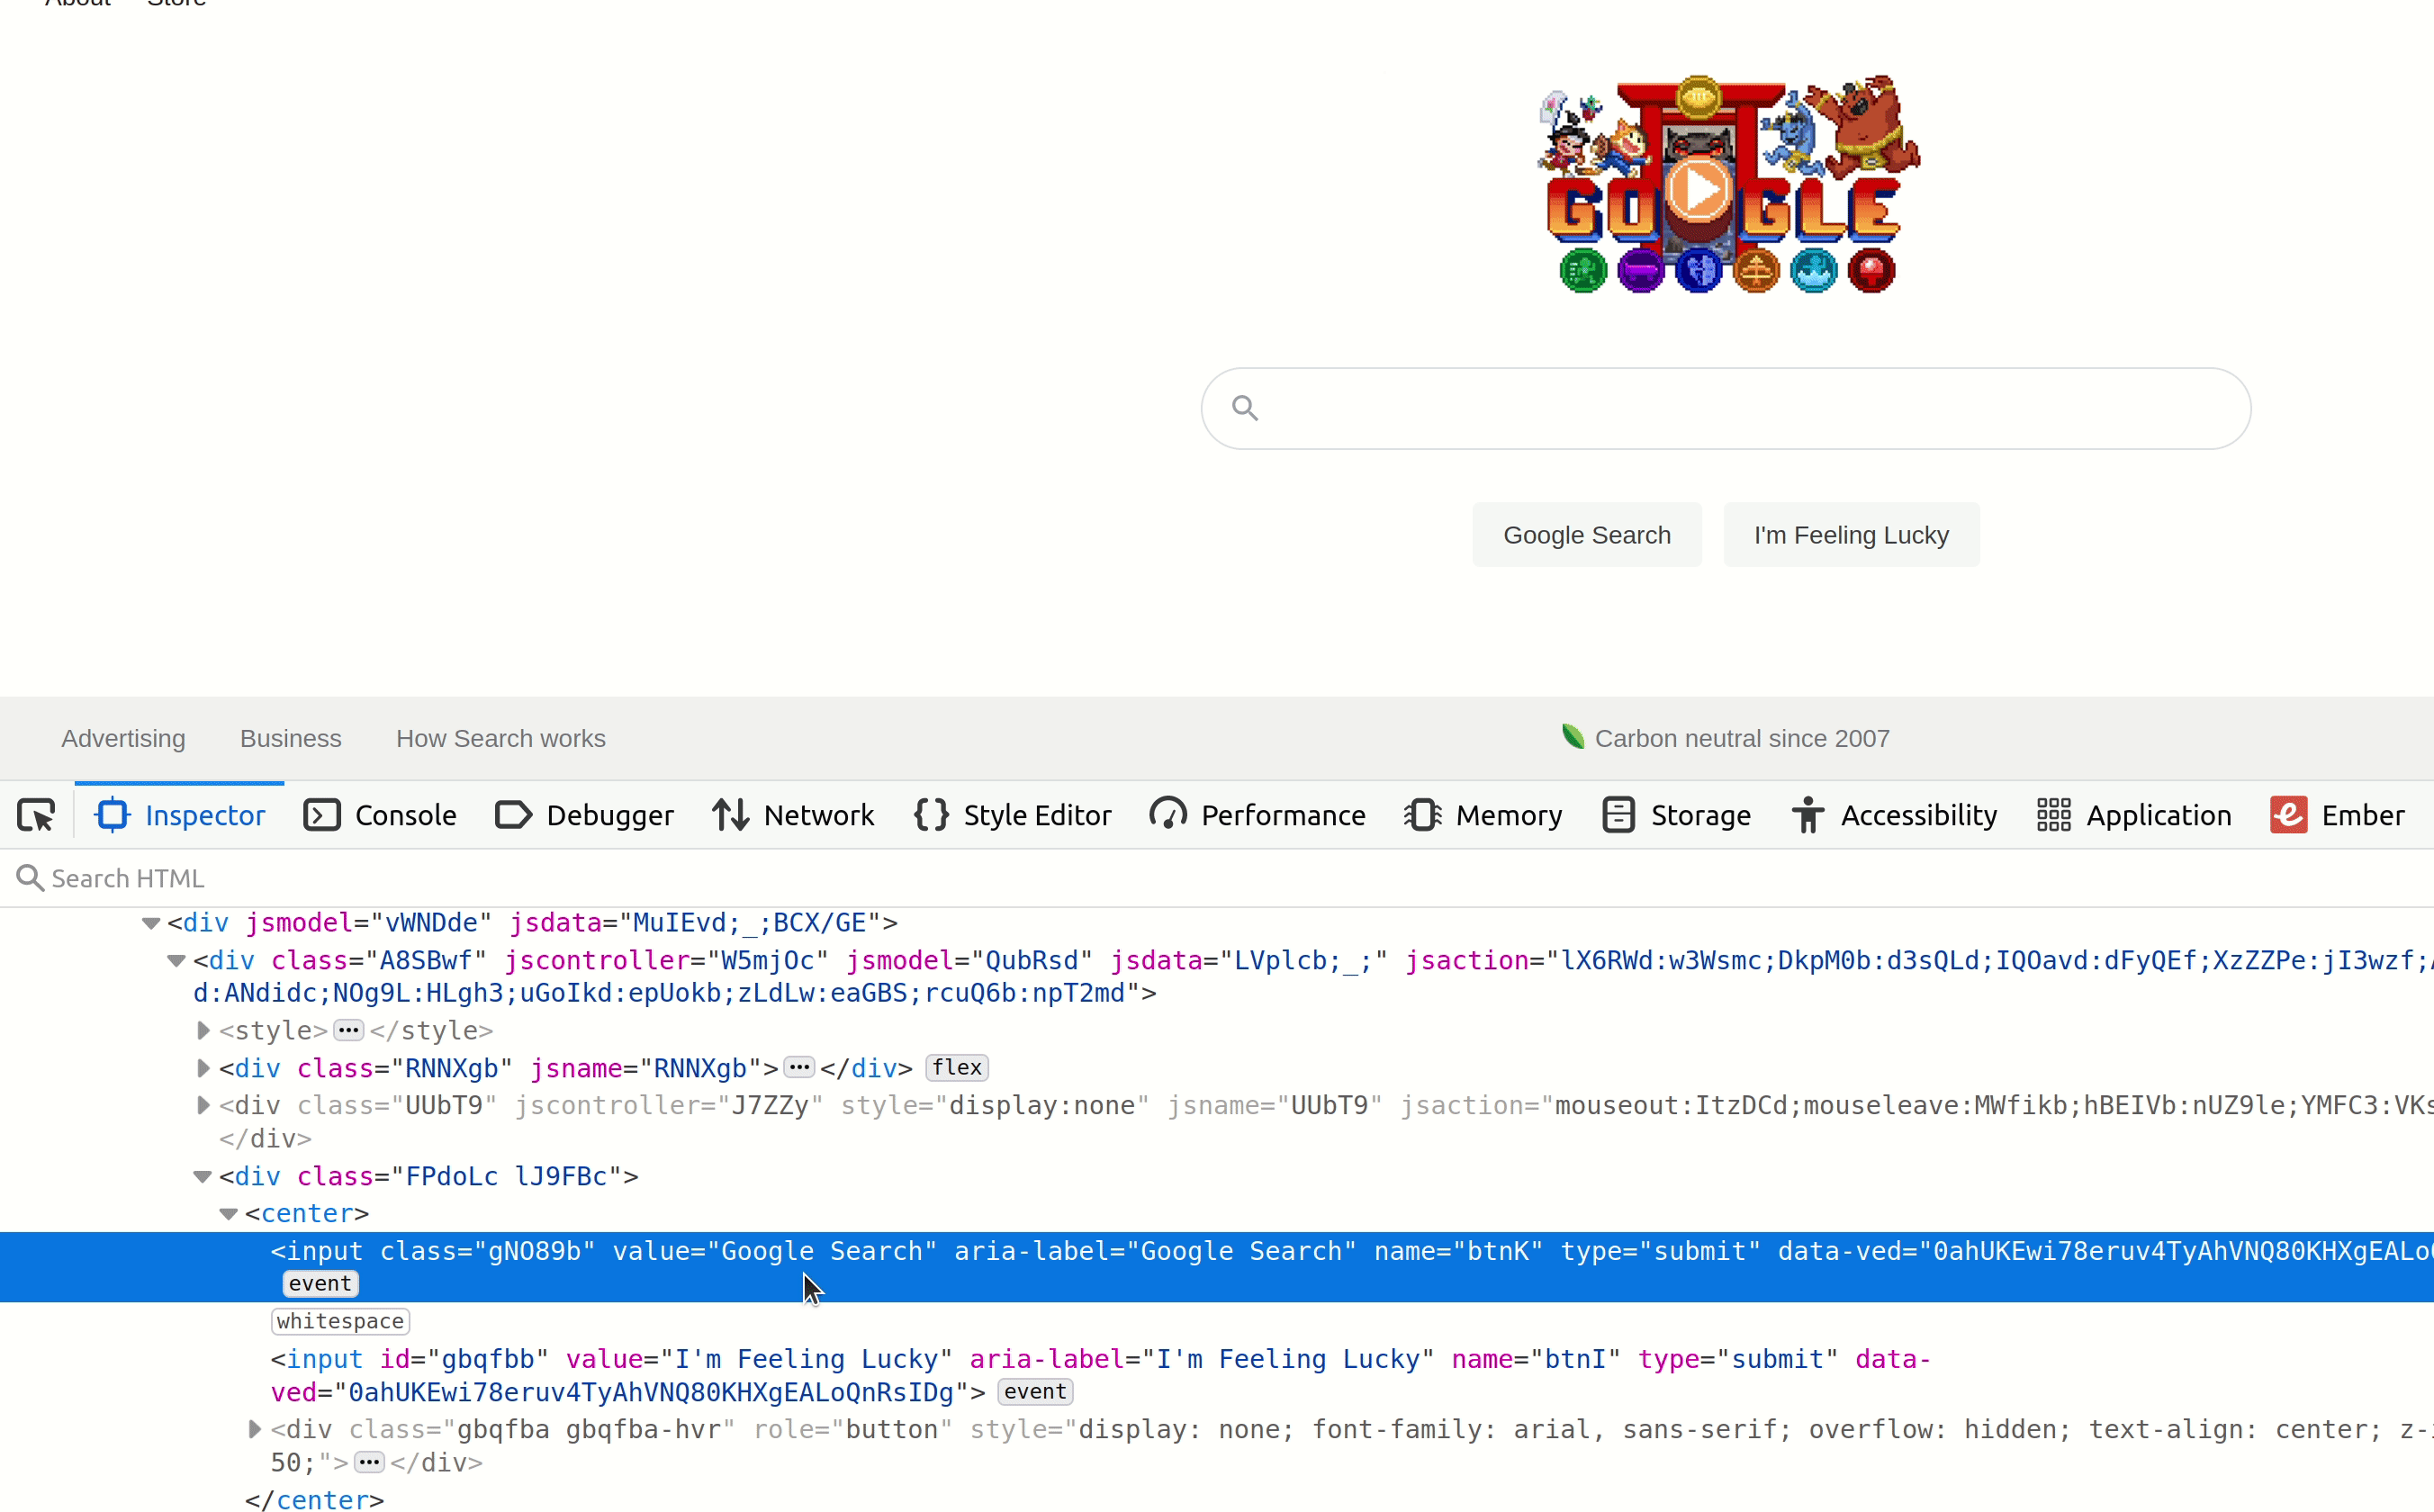 About Store
GOOGLE
Google Search I'm Feeling Lucky
Advertising Business How Search works Carbon neutral since 2007
Inspector Console Debugger Network Style Editor Performance Memory Storage Accessibility Application Ember
Search HTML
<div jsmodel="vWNDde" jsdata="MuIEvd;_;BCX/GE">
<div class="A8SBwf" jscontroller="W5mjOc" jsmodel="QubRsd" jsdata="LVplcb;_;" jsaction="lX6RWd:w3Wsmc;DkpM0b:d3sQLd;IQOavd:dFyQEf;XzZZPe:jI3wzf;
d:ANdidc;NOg9L:HLgh3;uGoIkd:epUokb;zLdLw:eaGBS;rcuQ6b:npT2md">
<style>•••</style>
<div class="RNNXgb" jsname="RNNXgb">•••</div> flex
<div class="UUbT9" jscontroller="J7ZZy" style="display:none" jsname="UUbT9" jsaction="mouseout:ItzDCd;mouseleave:MWfikb;hBEIVb:nUZ9le;YMFC3:VKs
</div>
<div class="FPdoLc lJ9FBc">
<center>
<input class="gNO89b" value="Google Search" aria-label="Google Search" name="btnK" type="submit" data-ved="0ahUKEwi78eruv4TyAhVNQ80KHXgEALo
event
whitespace
<input id="gbqfbb" value="I'm Feeling Lucky" aria-label="I'm Feeling Lucky" name="btnI" type="submit" data-
ved="0ahUKEwi78eruv4TyAhVNQ80KHXgEALoQnRsIDg"> event
<div class="gbqfba gbqfba-hvr" role="button" style="display: none; font-family: arial, sans-serif; overflow: hidden; text-align: center; z-
50;">•••</div>
</center>